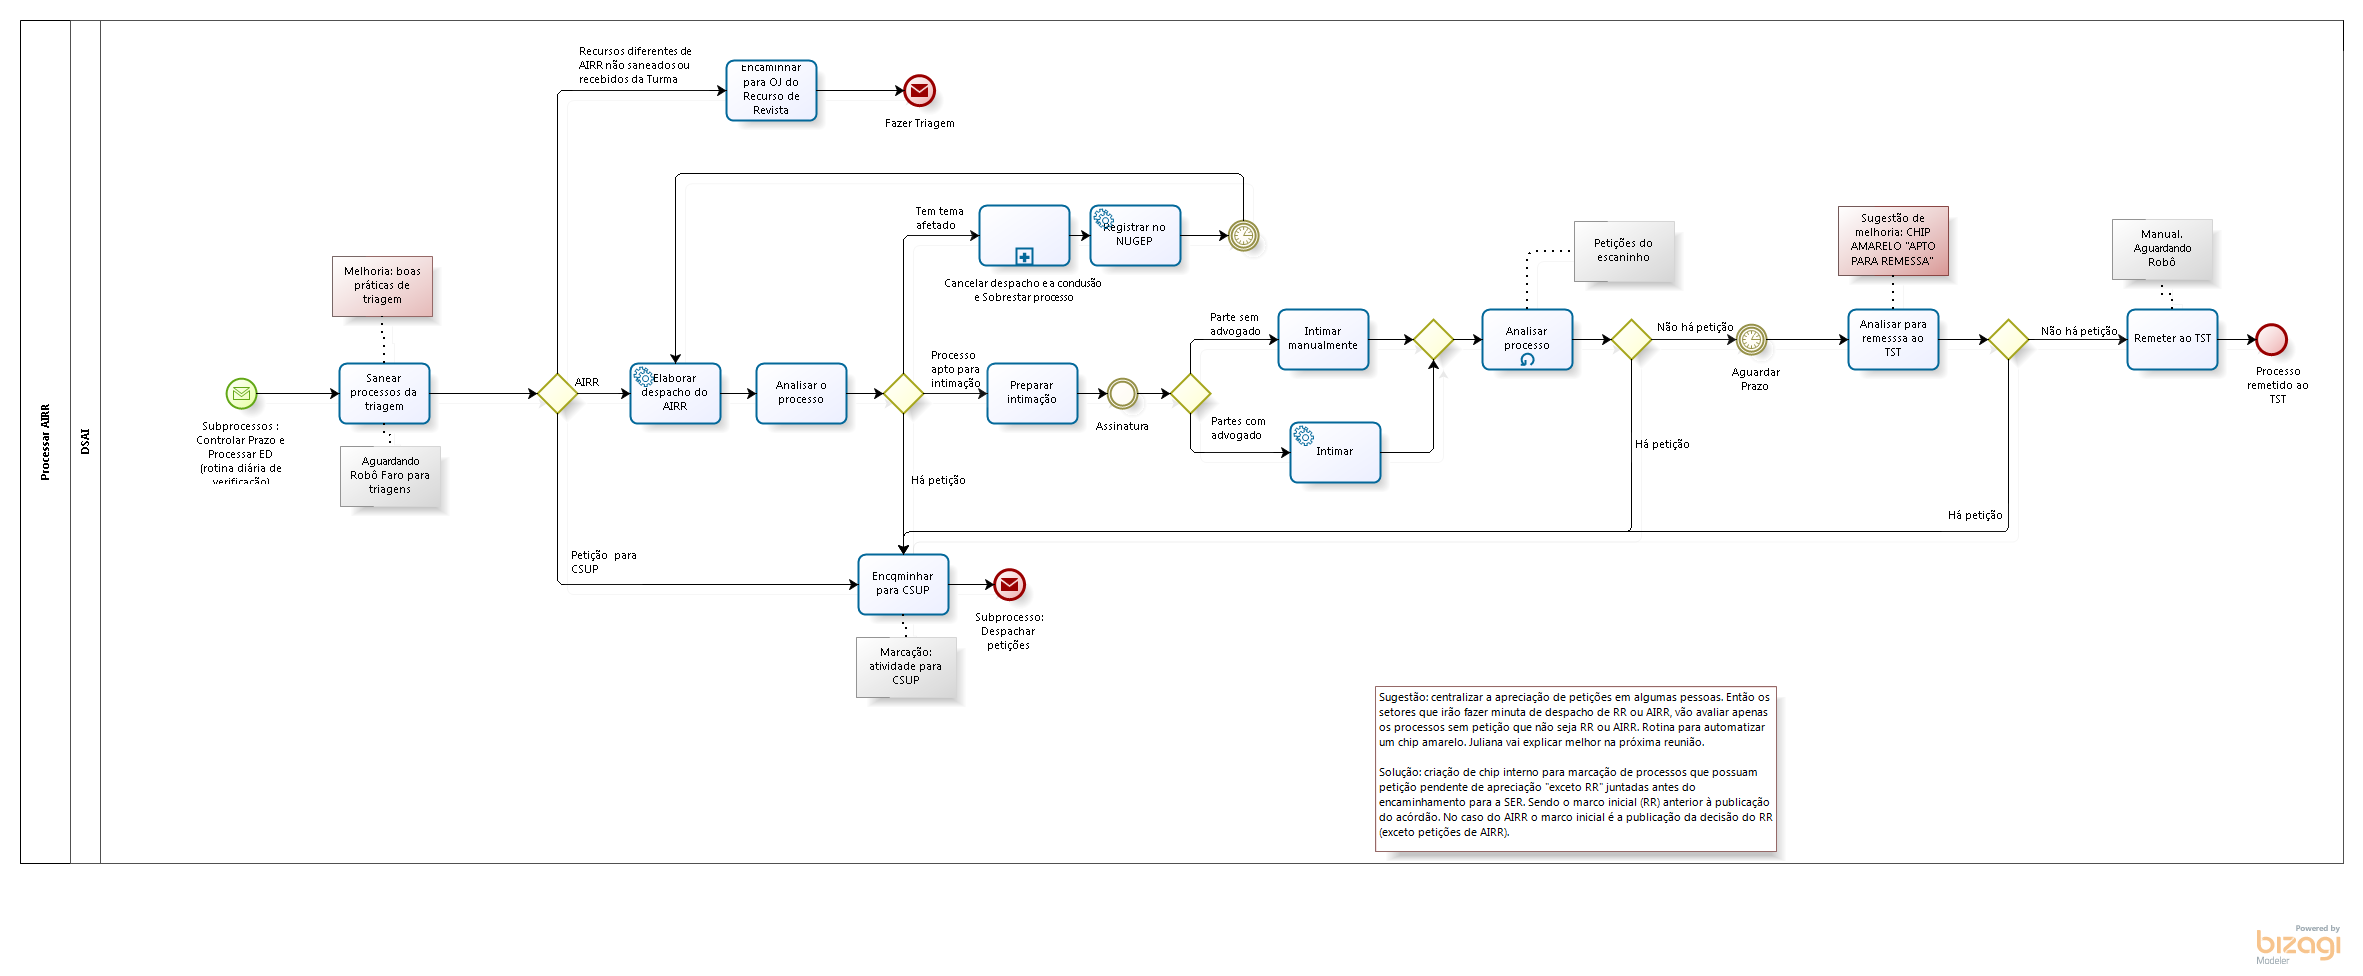 Processar AIRR
DSAI
Recursos diferentes de
AIRR não saneados ou
recebidos da Turma
Encaminhar
para OJ do
Recurso de
Revista
Fazer Triagem
Tem tema
afetado
Registrar no
NUGEP
Cancelar despacho e a condusão
e Sobrestar processo
Melhoria: boas
práticas de
triagem
Sanear
processos da
triagem
Aguardando
Robô Faro para
triagens
Subprocessos :
Controlar Prazo e
Processar ED
(rotina diária de
verificação)
AIRR
Elaborar
despacho do
AIRR
Analisar o
processo
Processo
apto para
intimação
Preparar
intimação
Assinatura
Parte sem
advogado
Intimar
manualmente
Partes com
advogado
Intimar
Petições do
escaninho
Analisar
processo
Não há petição
Aguardar
Prazo
Há petição
Sugestão de
melhoria: CHIP
AMARELO "APTO
PARA REMESSA"
Analisar para
remesssa ao
TST
Não há petição
Manual.
Aguardando
Robô
Remeter ao TST
Processo
remetido ao
TST
Há petição
Há petição
Petição para
CSUP
Encqminhar
para CSUP
Subprocesso:
Despachar
petições
Marcação:
atividade para
CSUP
Sugestão: centralizar a apreciação de petições em algumas pessoas. Então os
setores que irão fazer minuta de despacho de RR ou AIRR, vão avaliar apenas
os processos sem petição que não seja RR ou AIRR. Rotina para automatizar
um chip amarelo. Juliana vai explicar melhor na próxima reunião.
Solução: criação de chip interno para marcação de processos que possuam
petição pendente de apreciação "exceto RR" juntadas antes do
encaminhamento para a SER. Sendo o marco inicial (RR) anterior à publicação
do acórdão. No caso do AIRR o marco inicial é a publicação da decisão do RR
(exceto petições de AIRR).
Powered by
bizagi
Modeler